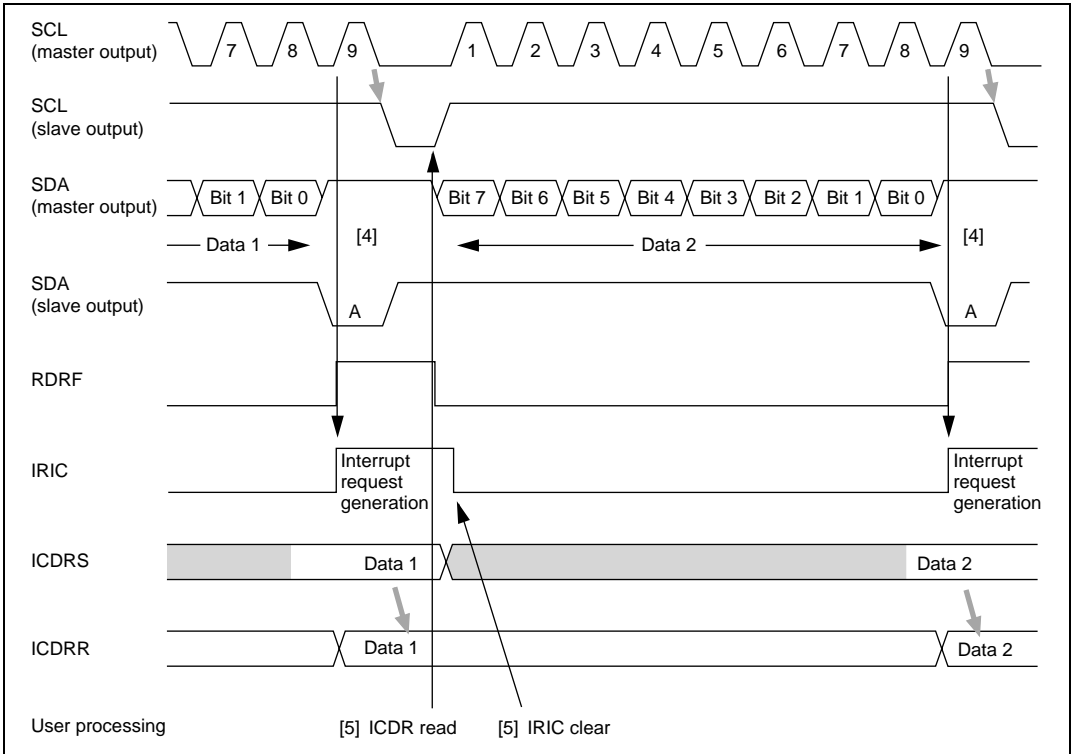 SCL
(master output)
7 8 9 1 2 3 4 5 6 7 8 9
SCL
(slave output)
SDA
(master output)
Bit 1 Bit 0 Bit 7 Bit 6 Bit 5 Bit 4 Bit 3 Bit 2 Bit 1 Bit 0
Data 1 [4] Data 2 [4]
SDA
(slave output)
A A
RDRF
IRIC
Interrupt
request
generation
Interrupt
request
generation
ICDRS
Data 1 Data 2
ICDRR
Data 1 Data 2
User processing
[5] ICDR read [5] IRIC clear